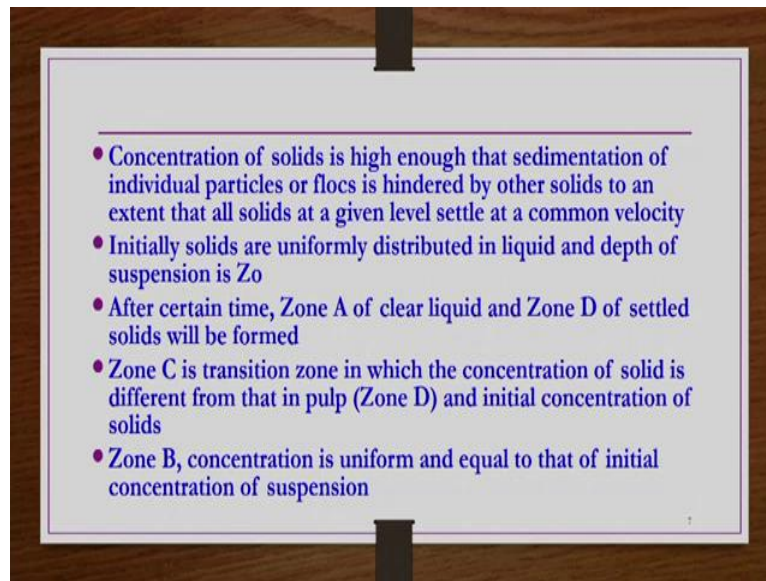 • Concentration of solids is high enough that sedimentation of
individual particles or flocs is hindered by other solids to an
extent that all solids at a given level settle at a common velocity
• Initially solids are uniformly distributed in liquid and depth of
suspension is Zo
• After certain time, Zone A of clear liquid and Zone D of settled
solids will be formed
• Zone C is transition zone in which the concentration of solid is
different from that in pulp (Zone D) and initial concentration of
solids
• Zone B, concentration is uniform and equal to that of initial
concentration of suspension
7